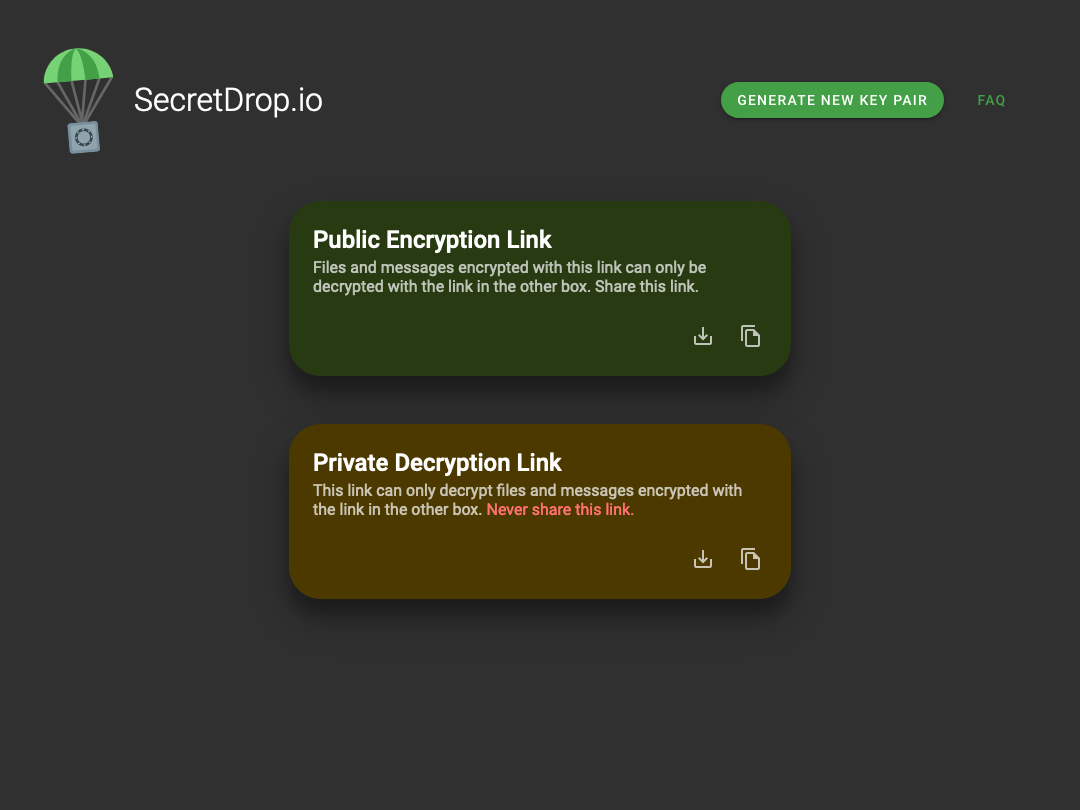 SecretDrop.io
GENERATE NEW KEY PAIR
FAQ
Public Encryption Link
Files and messages encrypted with this link can only be
decrypted with the link in the other box. Share this link.
Private Decryption Link
This link can only decrypt files and messages encrypted with
the link in the other box. Never share this link.